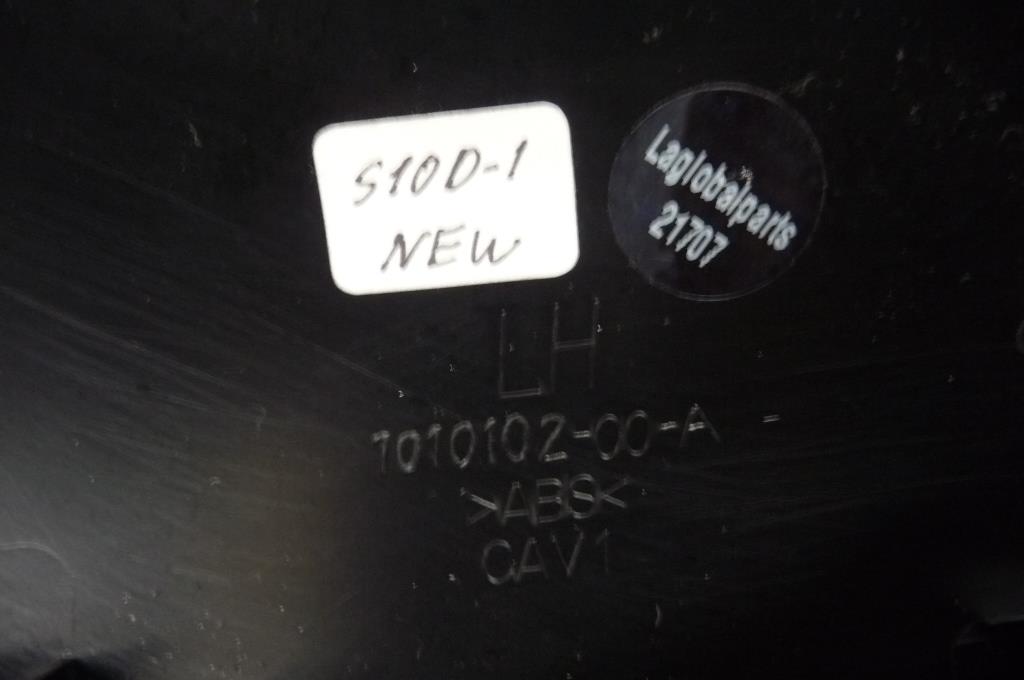 S10D-1
NEW
Laglobalparts
21707
LH
1010102-00-A -
>ABS<
CAV1